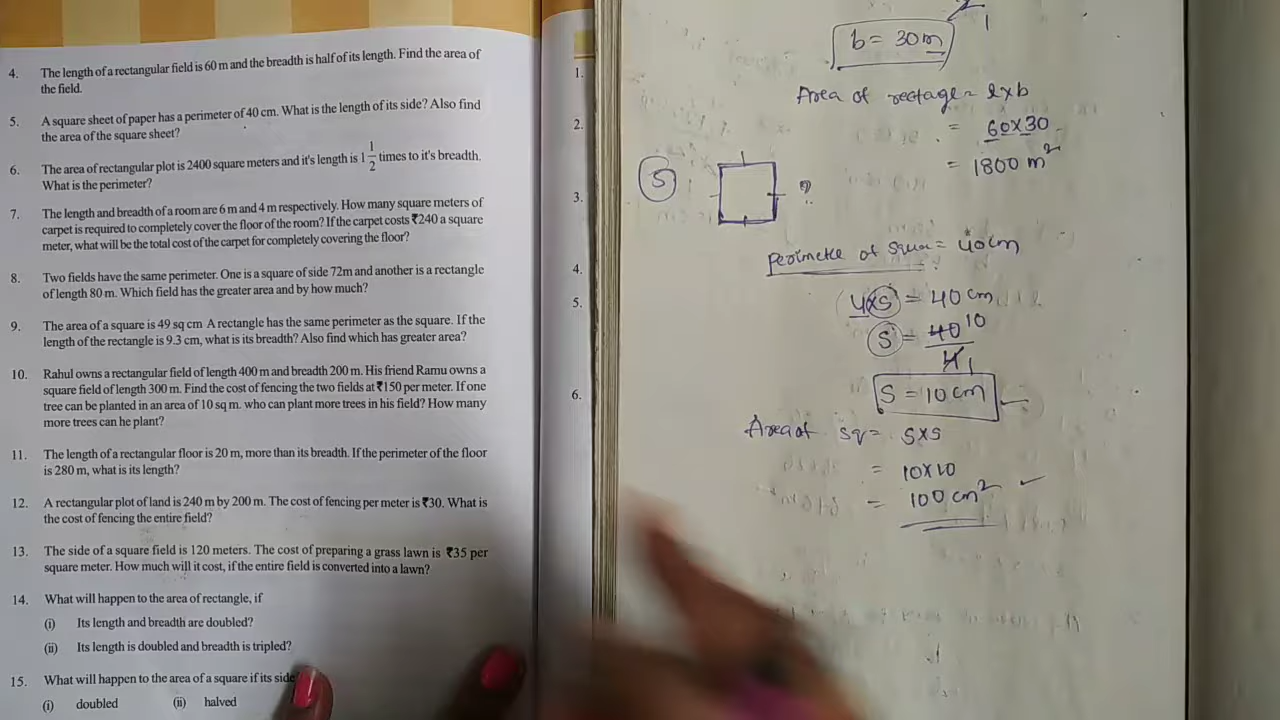 4. The length of a rectangular field is 60 m and the breadth is half of its length. Find the area of
the field.
5. A square sheet of paper has a perimeter of 40 cm. What is the length of its side? Also find
the area of the square sheet?
6. The area of rectangular plot is 2400 square meters and it's length is 1 1/2 times to it's breadth.
What is the perimeter?
7. The length and breadth of a room are 6 m and 4 m respectively. How many square meters of
carpet is required to completely cover the floor of the room? If the carpet costs ₹240 a square
meter, what will be the total cost of the carpet for completely covering the floor?
8. Two fields have the same perimeter. One is a square of side 72m and another is a rectangle
of length 80 m. Which field has the greater area and by how much?
9. The area of a square is 49 sq cm A rectangle has the same perimeter as the square. If the
length of the rectangle is 9.3 cm, what is its breadth? Also find which has greater area?
10. Rahul owns a rectangular field of length 400 m and breadth 200 m. His friend Ramu owns a
square field of length 300 m. Find the cost of fencing the two fields at ₹150 per meter. If one
tree can be planted in an area of 10 sq m. who can plant more trees in his field? How many
more trees can he plant?
11. The length of a rectangular floor is 20 m, more than its breadth. If the perimeter of the floor
is 280 m, what is its length?
12. A rectangular plot of land is 240 m by 200 m. The cost of fencing per meter is ₹30. What is
the cost of fencing the entire field?
13. The side of a square field is 120 meters. The cost of preparing a grass lawn is ₹35 per
square meter. How much will it cost, if the entire field is converted into a lawn?
14. What will happen to the area of rectangle, if
(i) Its length and breadth are doubled?
(ii) Its length is doubled and breadth is tripled?
15. What will happen to the area of a square if its side
(i) doubled (ii) halved
1.
2.
3.
4.
5.
6.
1
b = 30m
Area of rectage = l×b
= 60×30
= 1800 m²
5 ?
perimetle of squa = 40cm
4×S = 40 cm
S = 40 10
4 1
S = 10 cm
Area of sq = s×s
= 10×10
= 100 cm²